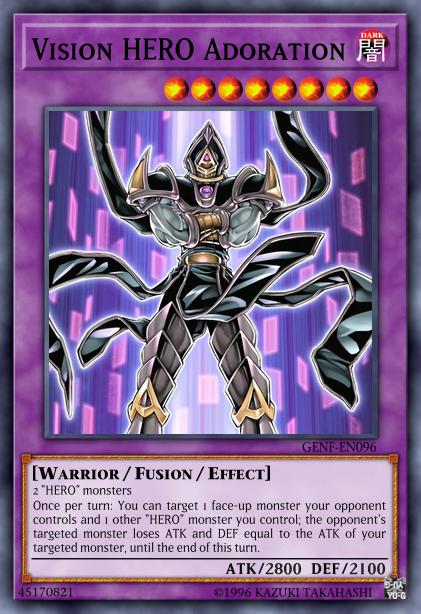 Vision HERO Adoration
DARK
闇
GENF-EN096
[Warrior / Fusion / Effect]
2 "HERO" monsters
Once per turn: You can target 1 face-up monster your opponent
controls and 1 other "HERO" monster you control; the opponent's
targeted monster loses ATK and DEF equal to the ATK of your
targeted monster, until the end of this turn.
ATK/2800 DEF/2100
45170821
©1996 KAZUKI TAKAHASHI